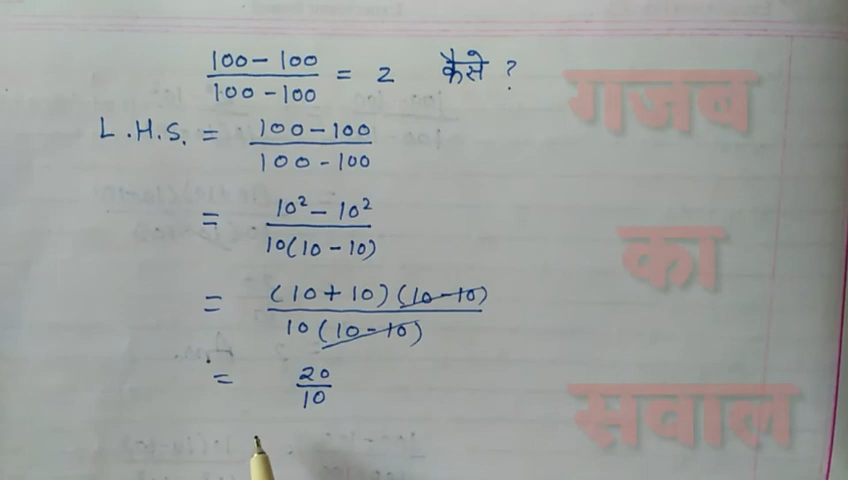 100 - 100 / 100 - 100 = 2 कैसे ?
L.H.S. = 100 - 100 / 100 - 100
= 10² - 10² / 10(10 - 10)
= (10 + 10)(10 - 10) / 10(10 - 10)
= 20 / 10
गजब
का
सवाल